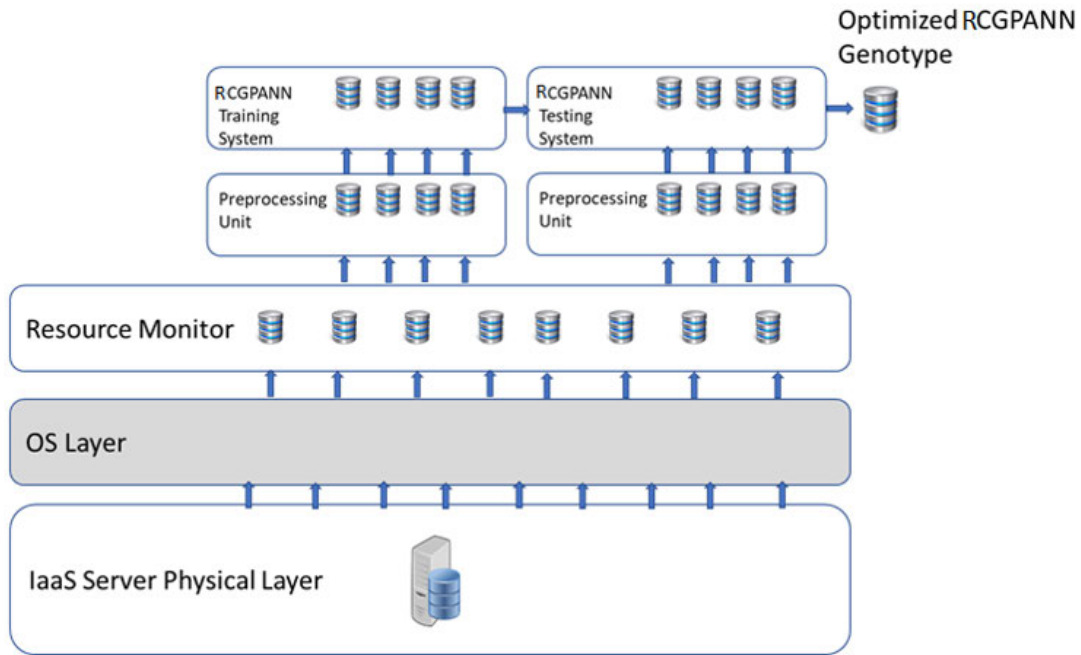 Optimized RCGPANN
Genotype
RCGPANN
Training
System
RCGPANN
Testing
System
Preprocessing
Unit
Preprocessing
Unit
Resource Monitor
OS Layer
IaaS Server Physical Layer